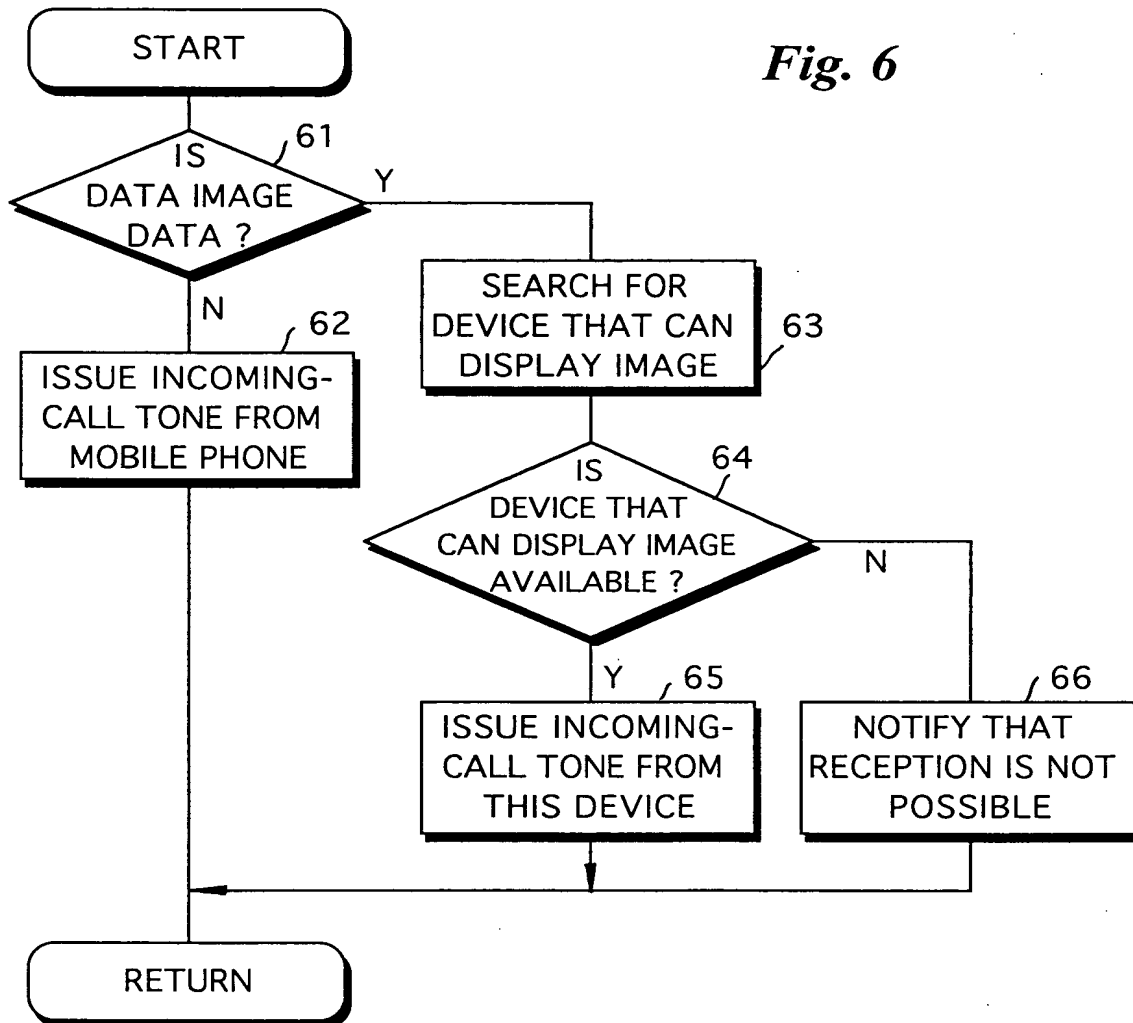 START
Fig. 6
61
IS
DATA IMAGE
DATA ?
Y
N
62
ISSUE INCOMING-
CALL TONE FROM
MOBILE PHONE
SEARCH FOR
DEVICE THAT CAN
DISPLAY IMAGE
63
64
IS
DEVICE THAT
CAN DISPLAY IMAGE
AVAILABLE ?
N
Y
65
ISSUE INCOMING-
CALL TONE FROM
THIS DEVICE
66
NOTIFY THAT
RECEPTION IS NOT
POSSIBLE
RETURN